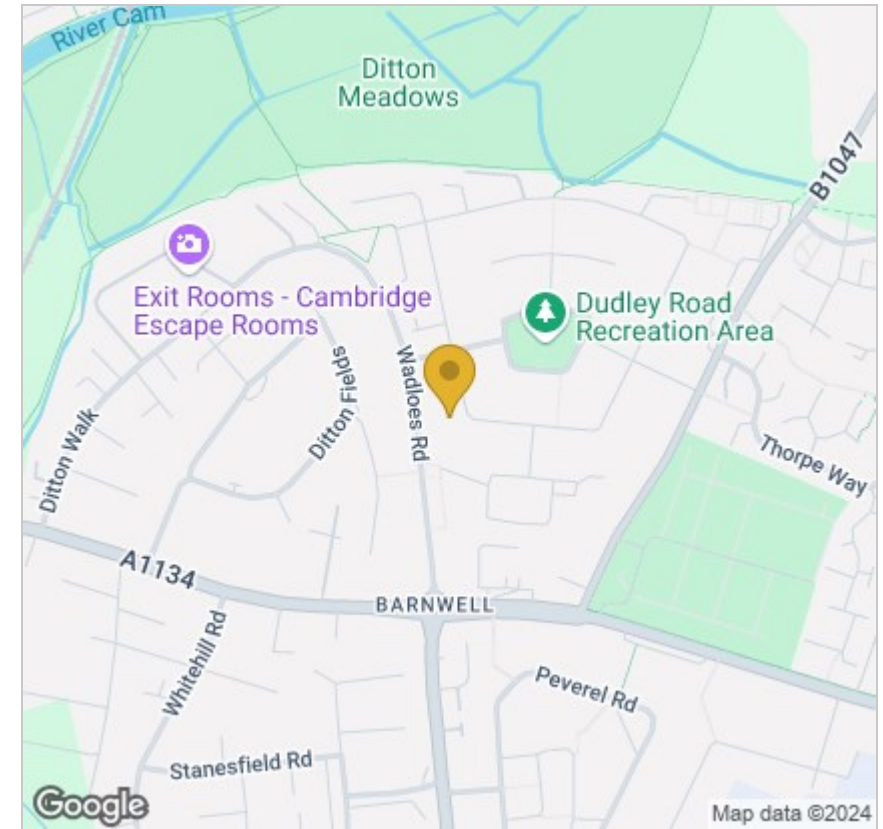 River Cam
Ditton
Meadows
B1047
Exit Rooms - Cambridge
Escape Rooms
Dudley Road
Recreation Area
Wadloes Rd
Ditton Fields
Ditton Walk
Thorpe Way
A1134
BARNWELL
Whitehill Rd
Peverel Rd
Stanesfield Rd
Google
Map data ©2024